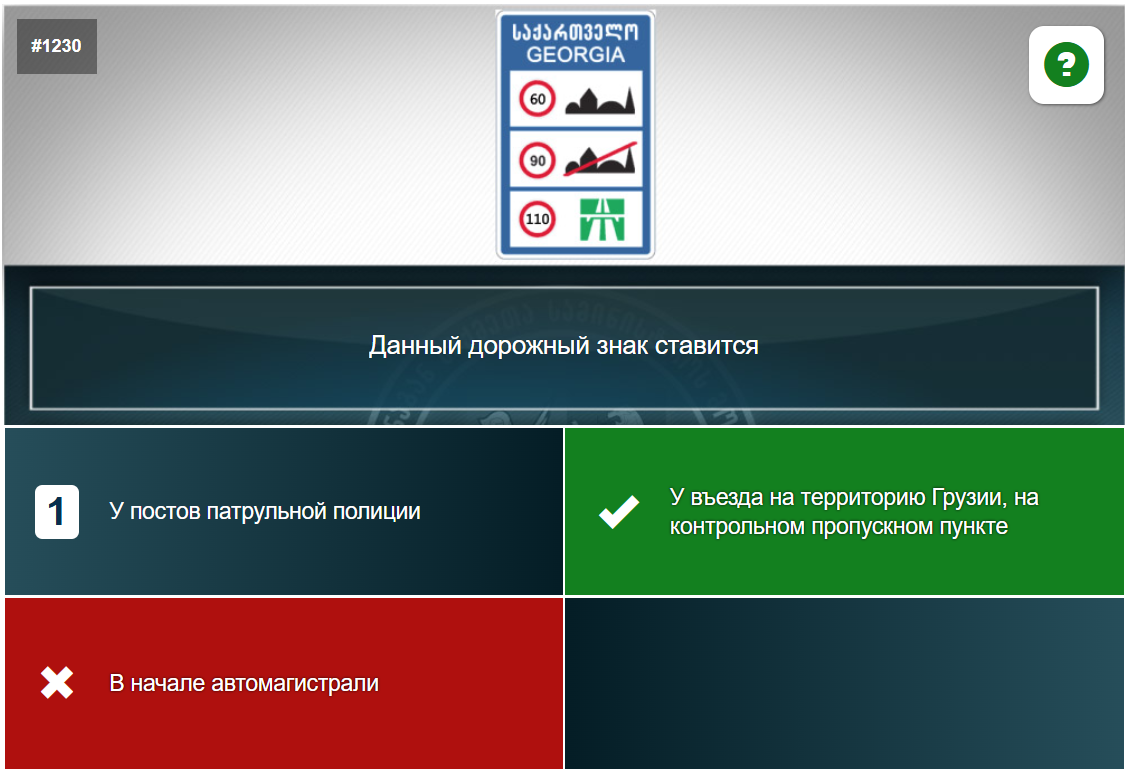 #1230
საქართველო
GEORGIA
60
90
110
?
Данный дорожный знак ставится
1
У постов патрульной полиции
У въезда на территорию Грузии, на
контрольном пропускном пункте
В начале автомагистрали